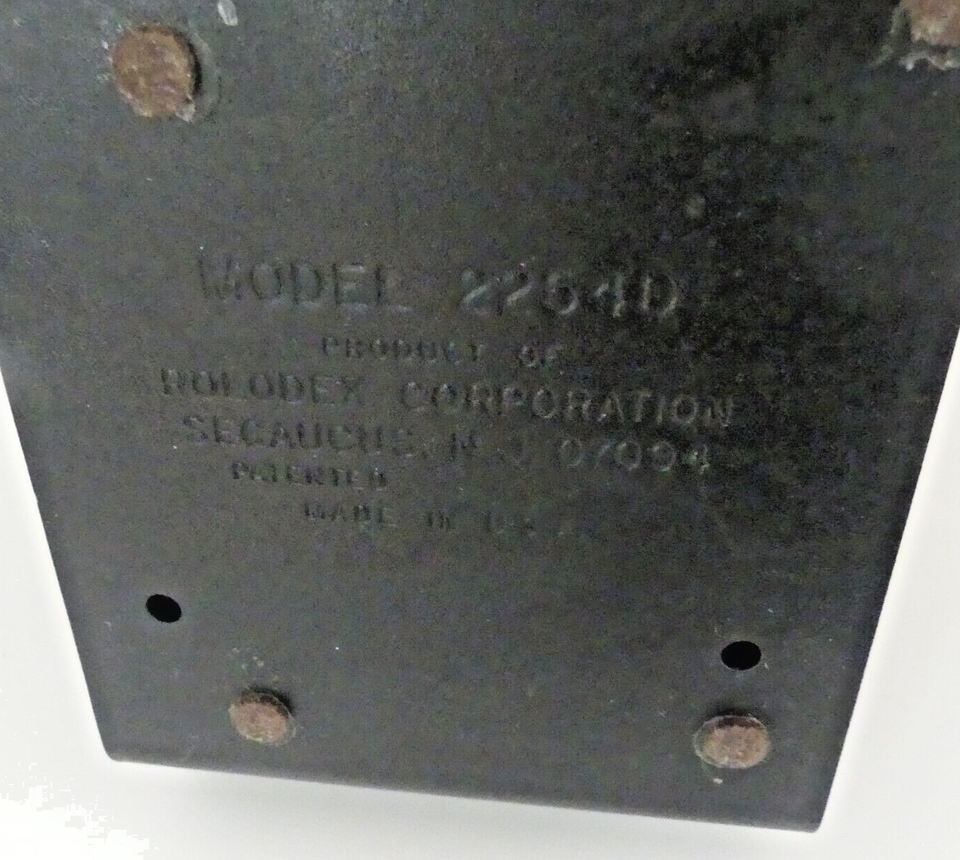 MODEL 2254D
PRODUCT OF
ROLODEX CORPORATION
SECAUCUS, N.J. 07094
PATENTED
MADE IN U.S.A.